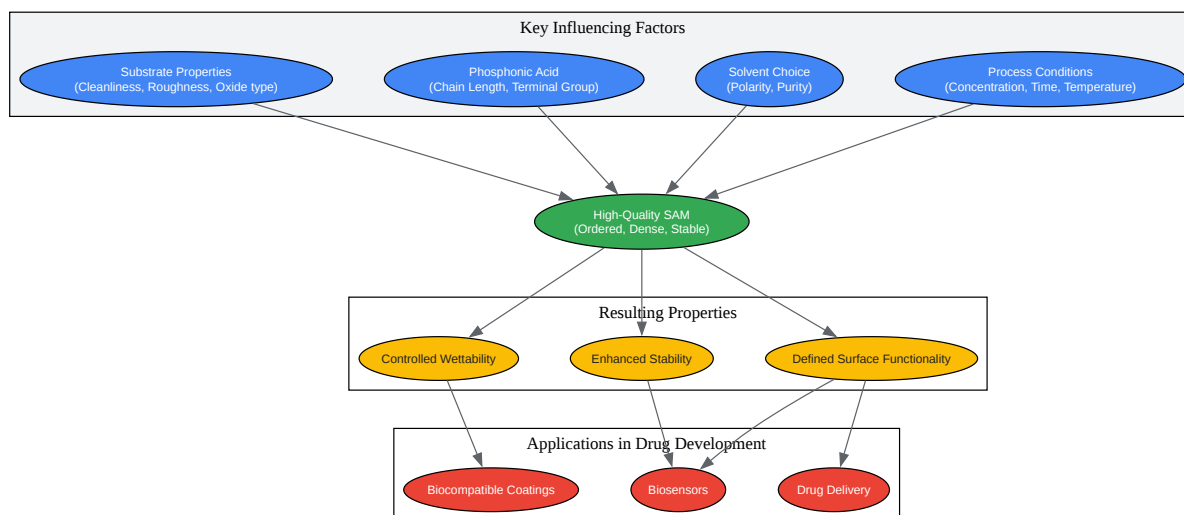 Key Influencing Factors
Substrate Properties
(Cleanliness, Roughness, Oxide type)
Phosphonic Acid
(Chain Length, Terminal Group)
Solvent Choice
(Polarity, Purity)
Process Conditions
(Concentration, Time, Temperature)
High-Quality SAM
(Ordered, Dense, Stable)
Resulting Properties
Controlled Wettability
Enhanced Stability
Defined Surface Functionality
Applications in Drug Development
Biocompatible Coatings
Biosensors
Drug Delivery